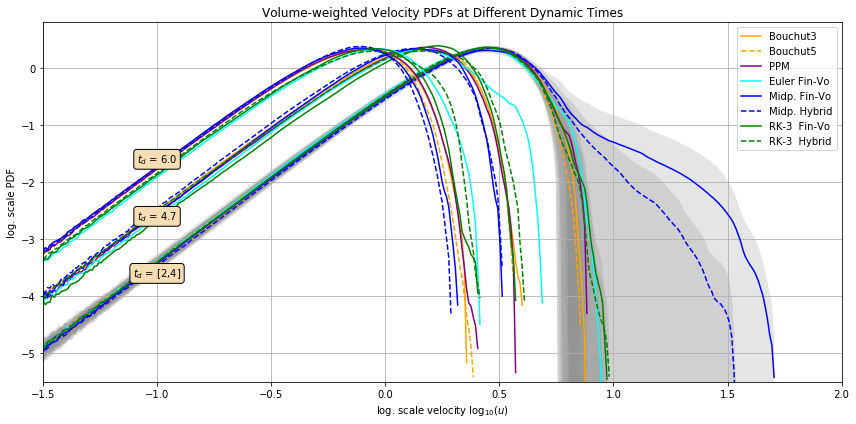 Volume-weighted Velocity PDFs at Different Dynamic Times
log. scale PDF
0
−1
−2
−3
−4
−5
Bouchut3
Bouchut5
PPM
Euler Fin-Vo
Midp. Fin-Vo
Midp. Hybrid
RK-3 Fin-Vo
RK-3 Hybrid
t_d = 6.0
t_d = 4.7
t_d = [2,4]
−1.5 −1.0 −0.5 0.0 0.5 1.0 1.5 2.0
log. scale velocity log₁₀(u)